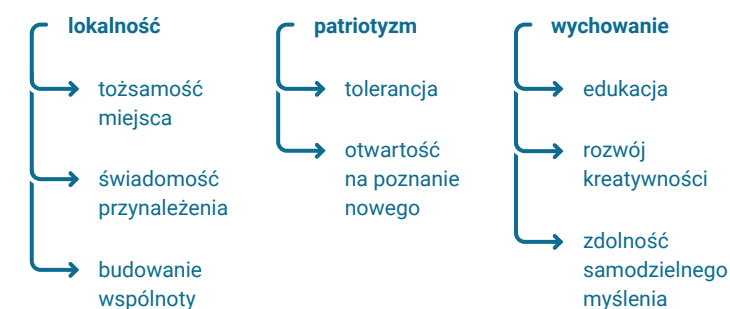 lokalność
tożsamość
miejsca
świadomość
przynależenia
budowanie
wspólnoty
patriotyzm
tolerancja
otwartość
na poznanie
nowego
wychowanie
edukacja
rozwój
kreatywności
zdolność
samodzielnego
myślenia